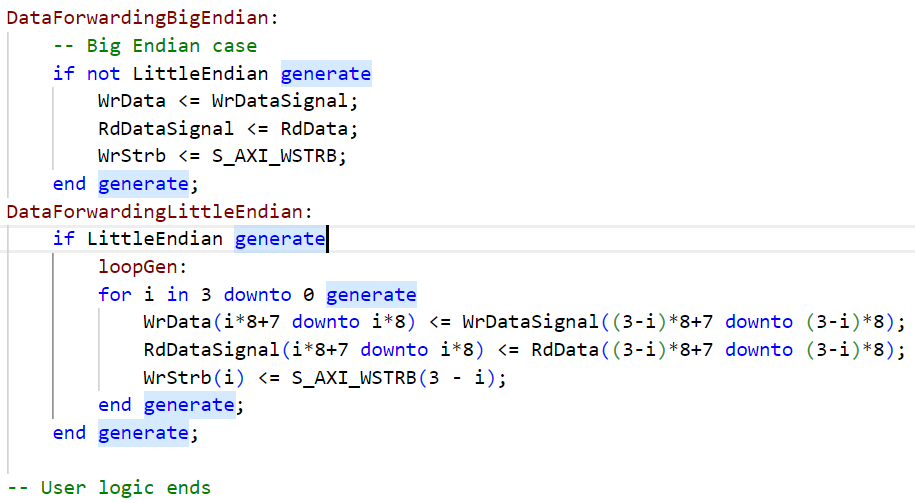 DataForwardingBigEndian:
    -- Big Endian case
    if not LittleEndian generate
        WrData <= WrDataSignal;
        RdDataSignal <= RdData;
        WrStrb <= S_AXI_WSTRB;
    end generate;
DataForwardingLittleEndian:
    if LittleEndian generate
        loopGen:
        for i in 3 downto 0 generate
            WrData(i*8+7 downto i*8) <= WrDataSignal((3-i)*8+7 downto (3-i)*8);
            RdDataSignal(i*8+7 downto i*8) <= RdData((3-i)*8+7 downto (3-i)*8);
            WrStrb(i) <= S_AXI_WSTRB(3 - i);
        end generate;
    end generate;

-- User logic ends